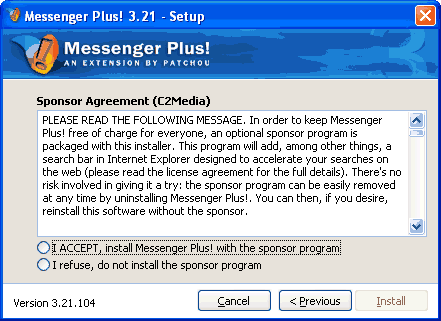 Messenger Plus! 3.21 - Setup
Messenger Plus!
AN EXTENSION BY PATCHOU
Sponsor Agreement (C2Media)
PLEASE READ THE FOLLOWING MESSAGE. In order to keep Messenger
Plus! free of charge for everyone, an optional sponsor program is
packaged with this installer. This program will add, among other things, a
search bar in Internet Explorer designed to accelerate your searches on
the web (please read the license agreement for the full details). There's no
risk involved in giving it a try: the sponsor program can be easily removed
at any time by uninstalling Messenger Plus!. You can then, if you desire,
reinstall this software without the sponsor.
I ACCEPT, install Messenger Plus! with the sponsor program
I refuse, do not install the sponsor program
Version 3.21.104
Cancel
< Previous
Install